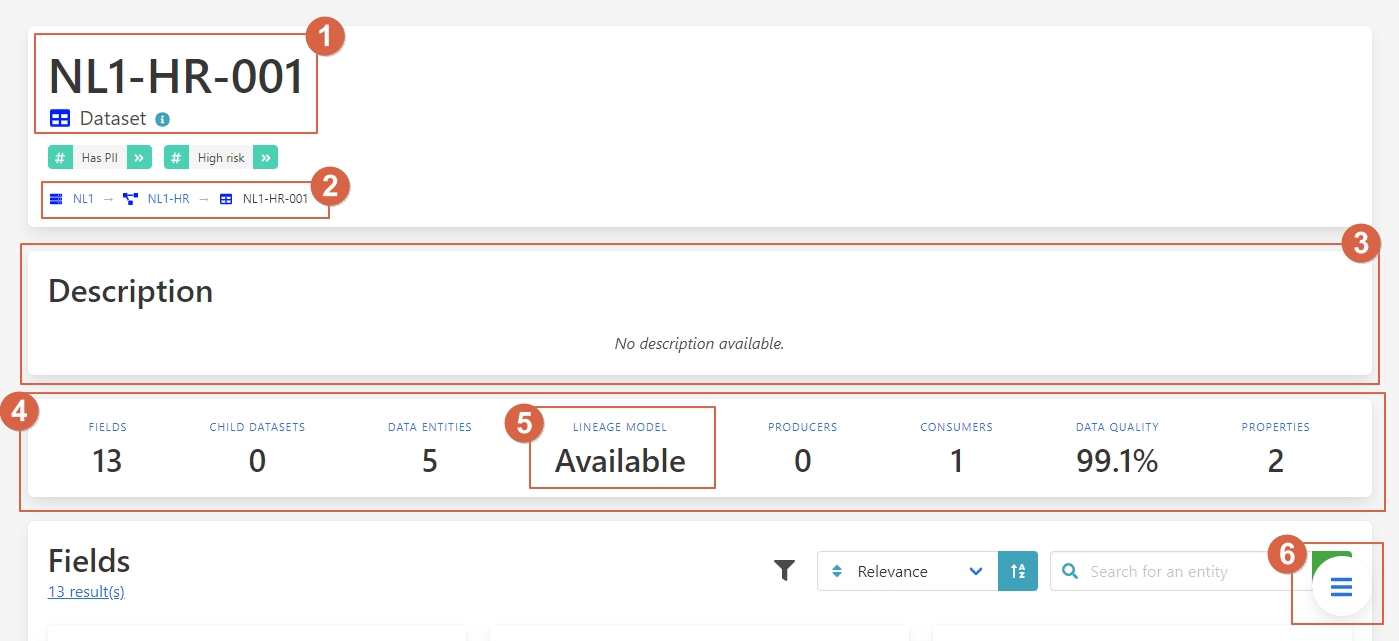 1
NL1-HR-001
Dataset
# Has PII »
# High risk »
2
NL1 → NL1-HR → NL1-HR-001
3
Description
No description available.
4
5
FIELDS CHILD DATASETS DATA ENTITIES LINEAGE MODEL PRODUCERS CONSUMERS DATA QUALITY PROPERTIES
13 0 5 Available 0 1 99.1% 2
6
Fields
Relevance
Search for an entity
13 result(s)